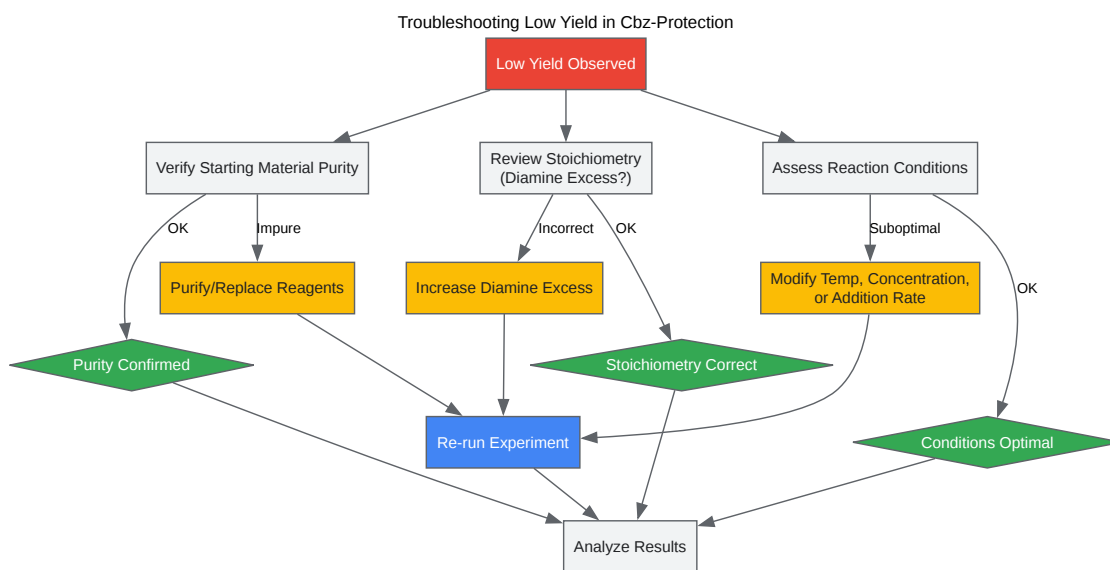 Troubleshooting Low Yield in Cbz-Protection
Low Yield Observed
Verify Starting Material Purity
Review Stoichiometry
(Diamine Excess?)
Assess Reaction Conditions
OK
Impure
Incorrect
OK
Suboptimal
OK
Purify/Replace Reagents
Increase Diamine Excess
Modify Temp, Concentration,
or Addition Rate
Purity Confirmed
Stoichiometry Correct
Re-run Experiment
Conditions Optimal
Analyze Results